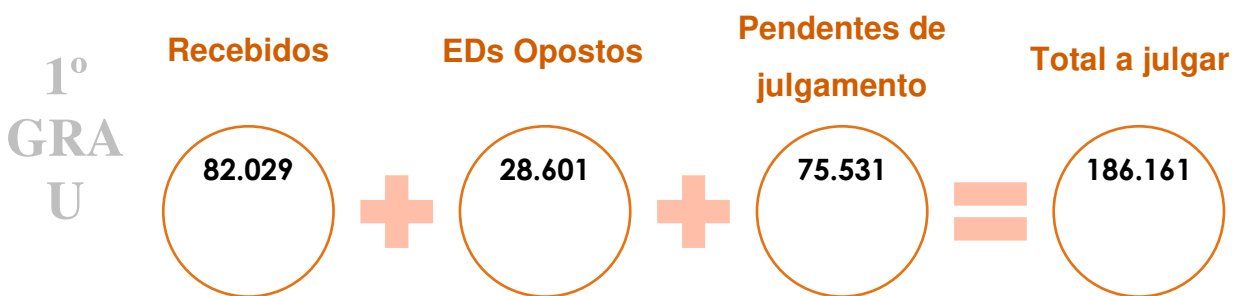 1º
GRA
U
Recebidos
EDs Opostos
Pendentes de
julgamento
Total a julgar
82.029
28.601
75.531
186.161